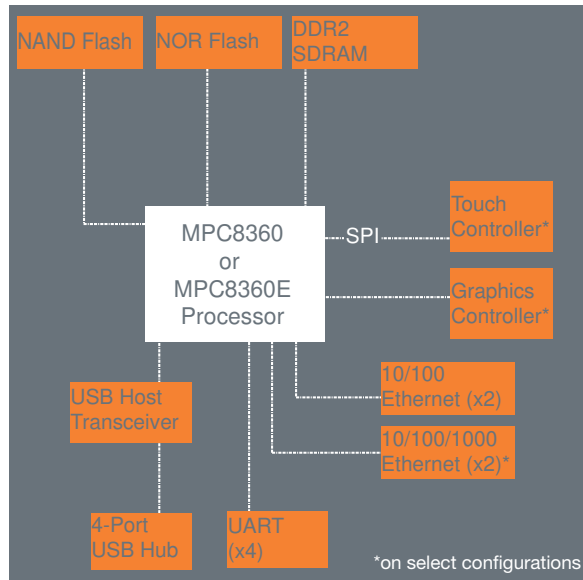 NAND Flash
NOR Flash
DDR2
SDRAM
MPC8360
or
MPC8360E
Processor
SPI
Touch
Controller*
Graphics
Controller*
USB Host
Transceiver
10/100
Ethernet (x2)
10/100/1000
Ethernet (x2)*
4-Port
USB Hub
UART
(x4)
*on select configurations